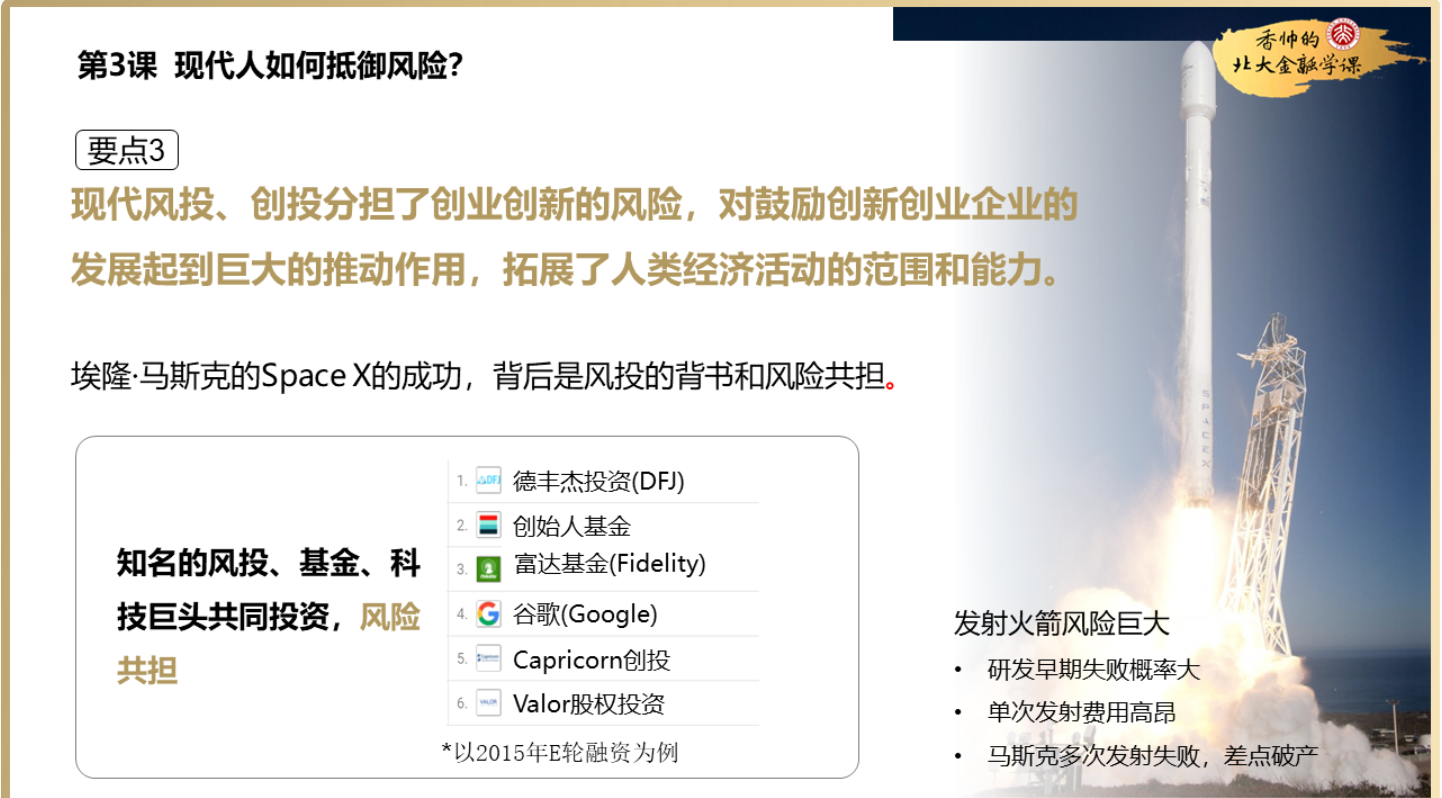 香帅的
北大金融学课
第3课 现代人如何抵御风险?
要点3
现代风投、创投分担了创业创新的风险，对鼓励创新创业企业的
发展起到巨大的推动作用，拓展了人类经济活动的范围和能力。
埃隆·马斯克的Space X的成功，背后是风投的背书和风险共担。
知名的风投、基金、科
技巨头共同投资，风险
共担
1. DFJ 德丰杰投资(DFJ)
2. 创始人基金
3. 富达基金(Fidelity)
4. G 谷歌(Google)
5. Capricorn创投
6. VALOR Valor股权投资
*以2015年E轮融资为例
SPACEX
发射火箭风险巨大
• 研发早期失败概率大
• 单次发射费用高昂
• 马斯克多次发射失败，差点破产